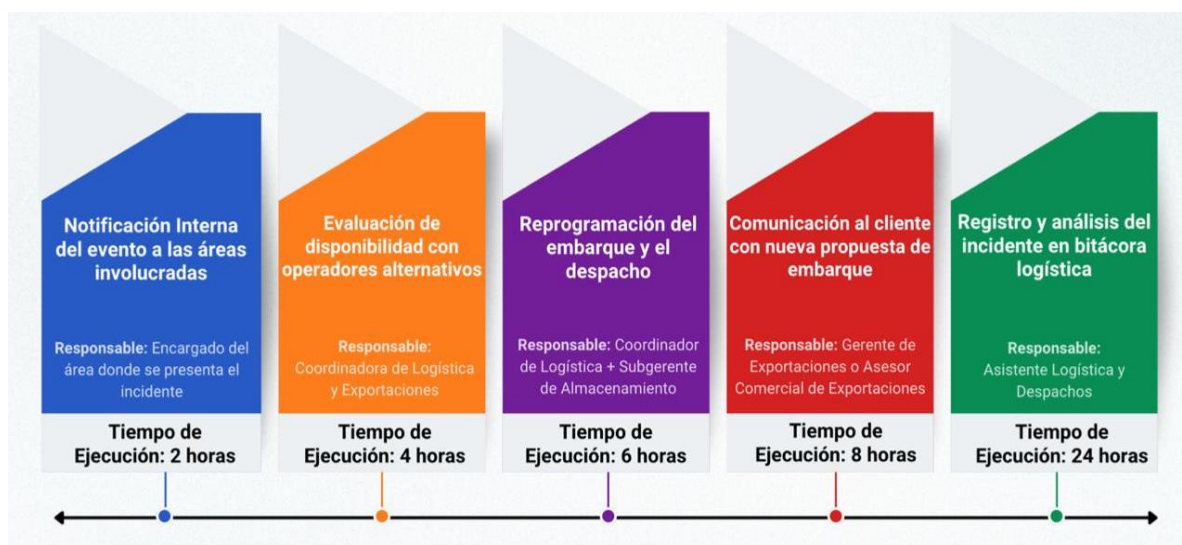 Notificación Interna
del evento a las áreas
involucradas
Responsable: Encargado del
área donde se presenta el
incidente
Tiempo de
Ejecución: 2 horas
Evaluación de
disponibilidad con
operadores alternativos
Responsable:
Coordinadora de Logística
y Exportaciones
Tiempo de
Ejecución: 4 horas
Reprogramación del
embarque y el
despacho
Responsable: Coordinador
de Logística + Subgerente
de Almacenamiento
Tiempo de
Ejecución: 6 horas
Comunicación al cliente
con nueva propuesta de
embarque
Responsable: Gerente de
Exportaciones o Asesor
Comercial de Exportaciones
Tiempo de
Ejecución: 8 horas
Registro y análisis del
incidente en bitácora
logística
Responsable:
Asistente Logística y
Despachos
Tiempo de
Ejecución: 24 horas